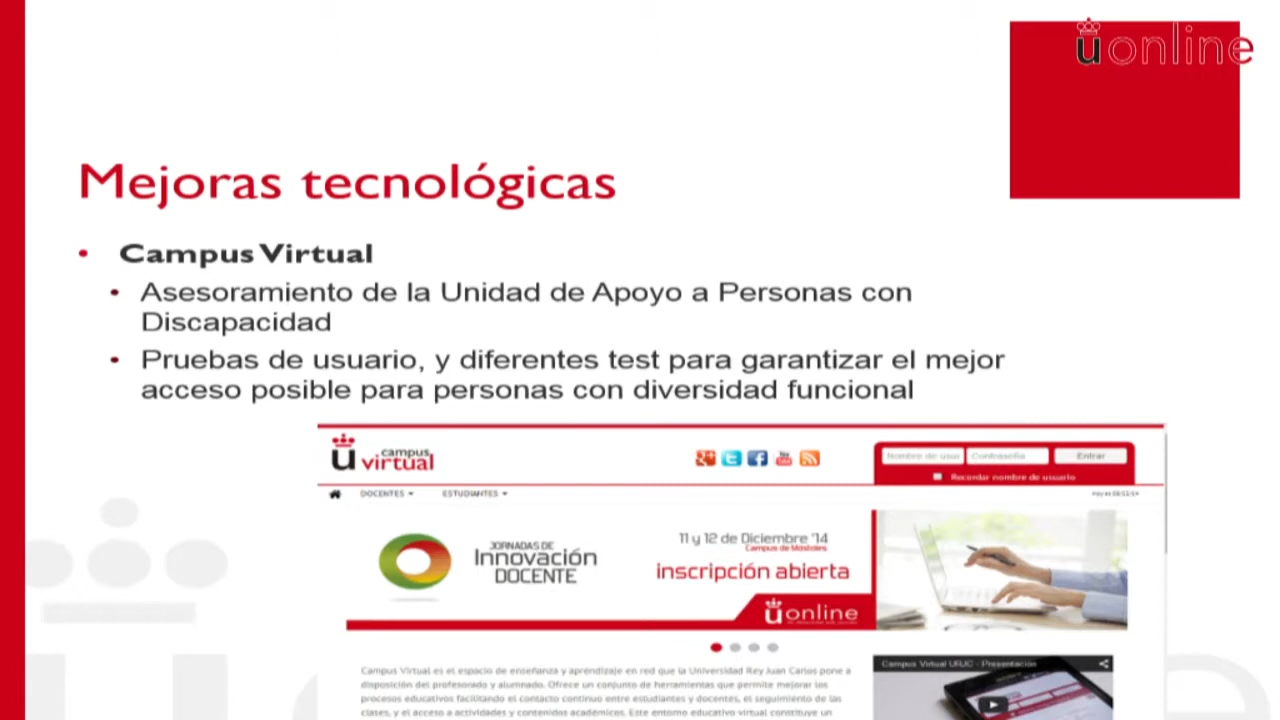 uonline
Mejoras tecnológicas
• Campus Virtual
• Asesoramiento de la Unidad de Apoyo a Personas con
Discapacidad
• Pruebas de usuario, y diferentes test para garantizar el mejor
acceso posible para personas con diversidad funcional
u campus
virtual
Nombre de usua Contraseña Entrar
Recordar nombre de usuario
DOCENTES ESTUDIANTES
JORNADAS DE
Innovación
DOCENTE
11 y 12 de Diciembre '14
Campus de Móstoles
inscripción abierta
uonline
Campus Virtual es el espacio de enseñanza y aprendizaje en red que la Universidad Rey Juan Carlos pone a
disposición del profesorado y alumnado. Ofrece un conjunto de herramientas que permite mejorar los
procesos educativos facilitando el contacto continuo entre estudiantes y docentes, el seguimiento de las
clases, y el acceso a actividades y contenidos académicos. Este entorno educativo virtual constituye un
Campus Virtual URJC - Presentación